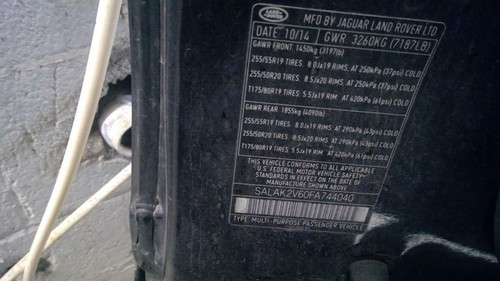 LAND ROVER
MFD BY JAGUAR LAND ROVER LTD
DATE: 10/14 GWR: 3260KG (7187LB)
GAWR FRONT: 1450kg (3197lb)
255/55R19 TIRES. 8.0Jx19 RIMS. AT 250kPa (37psi) COLD
255/50R20 TIRES. 8.5Jx20 RIMS. AT 250kPa (37psi) COLD
T175/80R19 TIRES. 5.5Jx19 RIMS. AT 420kPa (61psi) COLD
GAWR REAR: 1855kg (4090lb)
255/55R19 TIRES. 8.0Jx19 RIMS. AT 290kPa (43psi) COLD
255/50R20 TIRES. 8.5Jx20 RIMS. AT 290kPa (43psi) COLD
T175/80R19 TIRES. 5.5Jx19 RIMS. AT 420kPa (61psi) COLD
THIS VEHICLE CONFORMS TO ALL APPLICABLE
U.S. FEDERAL MOTOR VEHICLE SAFETY
STANDARDS IN EFFECT ON THE DATE OF
MANUFACTURE SHOWN ABOVE
SALAK2V60FA744040
TYPE: MULTI-PURPOSE PASSENGER VEHICLE